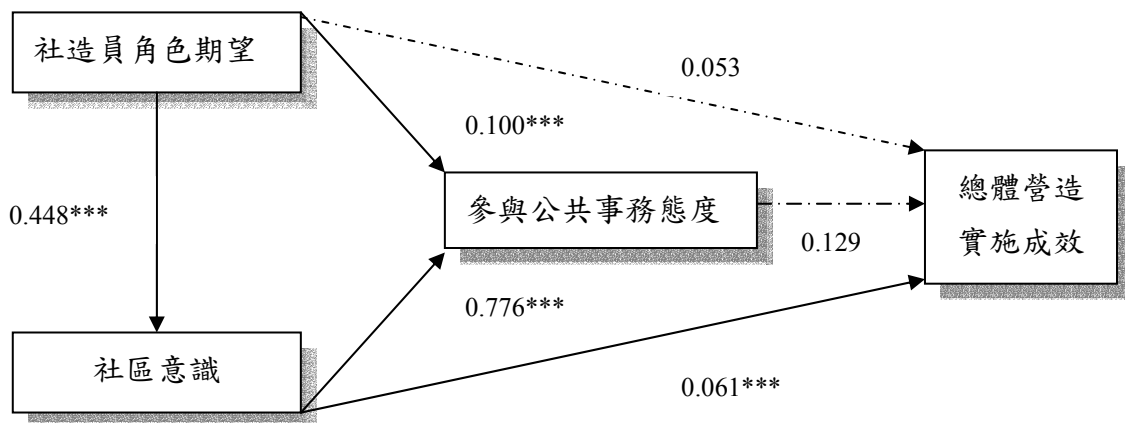 社造員角色期望
0.053
0.100***
0.448***
參與公共事務態度
總體營造
實施成效
0.129
0.776***
社區意識
0.061***